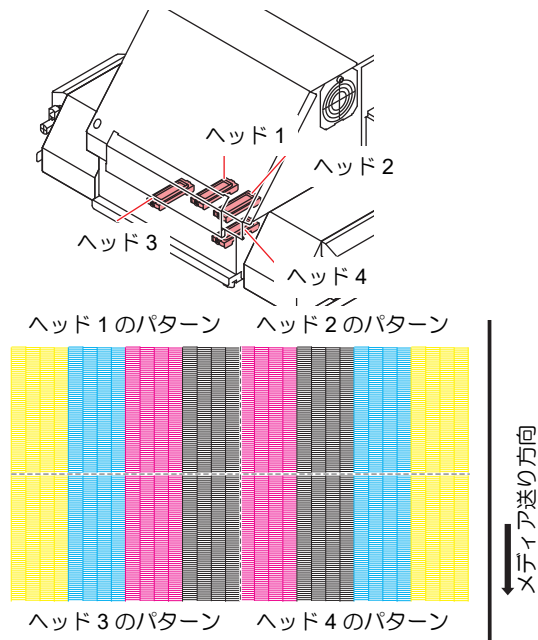 ヘッド 1
ヘッド 2
ヘッド 3
ヘッド 4
ヘッド 1 のパターン
ヘッド 2 のパターン
メディア送り方向
ヘッド 3 のパターン
ヘッド 4 のパターン